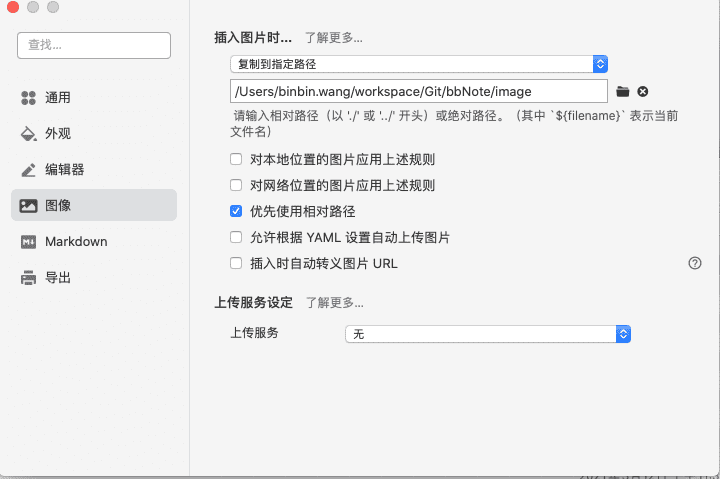 查找...
通用
外观
编辑器
图像
Markdown
导出
插入图片时... 了解更多...
复制到指定路径
/Users/binbin.wang/workspace/Git/bbNote/image
请输入相对路径（以 './' 或 '../' 开头）或绝对路径。（其中 `${filename}` 表示当前
文件名）
对本地位置的图片应用上述规则
对网络位置的图片应用上述规则
优先使用相对路径
允许根据 YAML 设置自动上传图片
插入时自动转义图片 URL
上传服务设定 了解更多...
上传服务 无